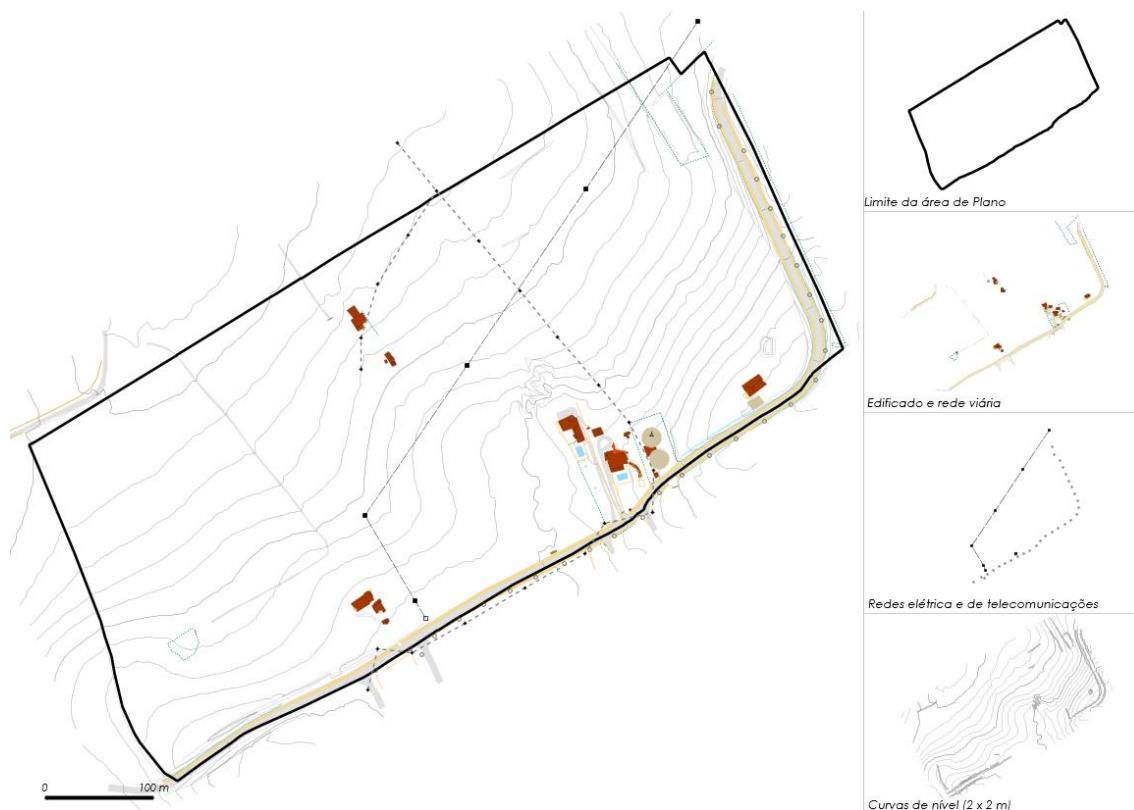 Limite da área de Plano
Edificado e rede viária
Redes elétrica e de telecomunicações
Curvas de nível (2 x 2 m)
0 100 m